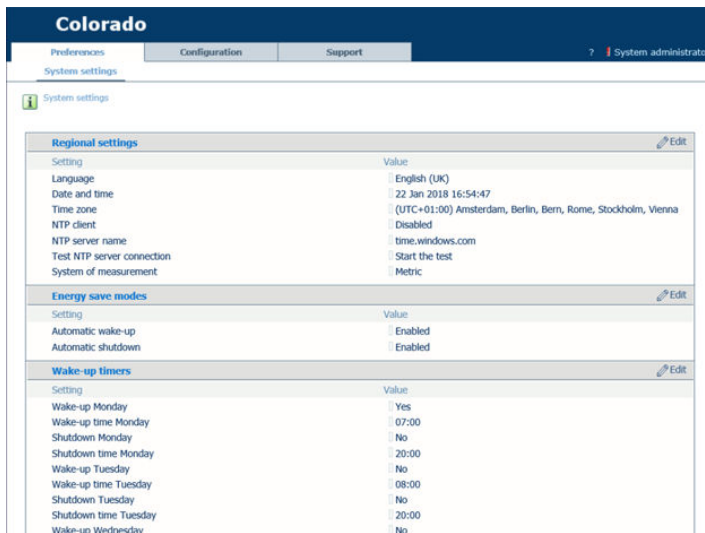 Colorado
Preferences Configuration Support ? System administrato
System settings
System settings
Regional settings Edit
Setting Value
Language English (UK)
Date and time 22 Jan 2018 16:54:47
Time zone (UTC+01:00) Amsterdam, Berlin, Bern, Rome, Stockholm, Vienna
NTP client Disabled
NTP server name time.windows.com
Test NTP server connection Start the test
System of measurement Metric
Energy save modes Edit
Setting Value
Automatic wake-up Enabled
Automatic shutdown Enabled
Wake-up timers Edit
Setting Value
Wake-up Monday Yes
Wake-up time Monday 07:00
Shutdown Monday No
Shutdown time Monday 20:00
Wake-up Tuesday No
Wake-up time Tuesday 08:00
Shutdown Tuesday No
Shutdown time Tuesday 20:00
Wake-up Wednesday No